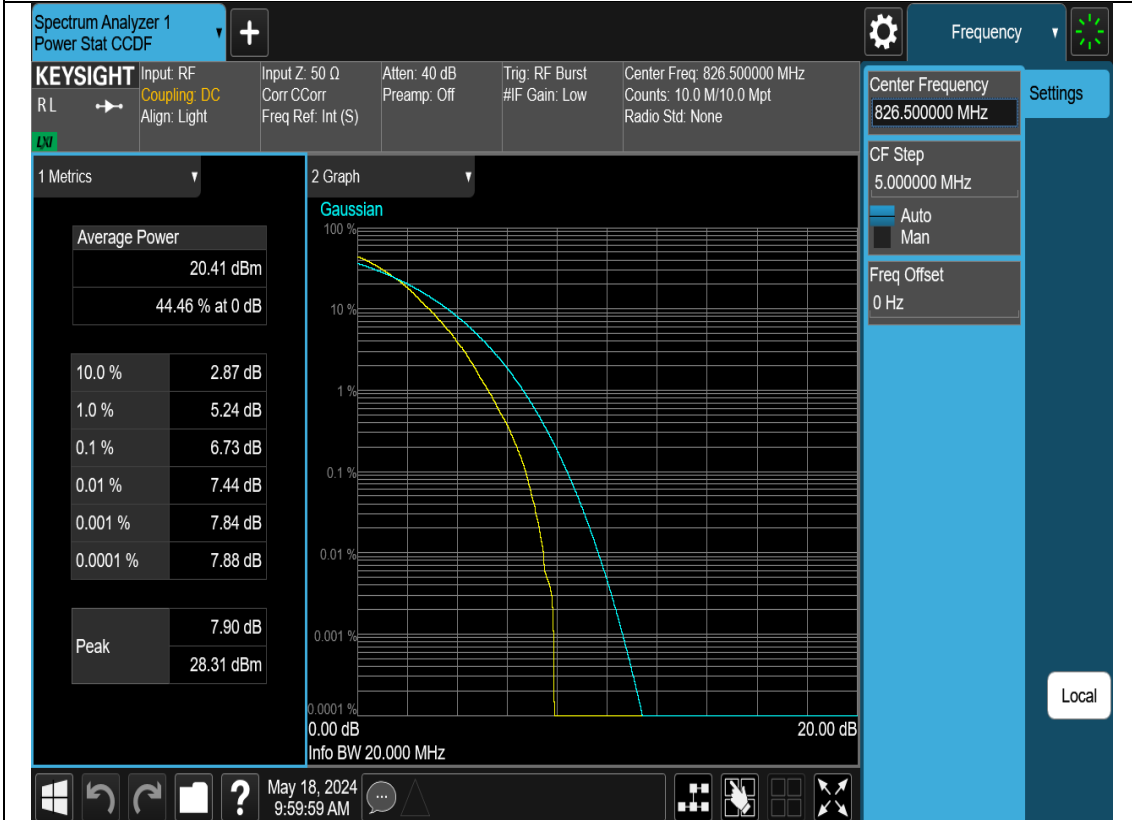 Spectrum Analyzer 1
Power Stat CCDF
▼
+
Frequency ▼
KEYSIGHT
R L
LXI
Input: RF
Coupling: DC
Align: Light
Input Z: 50 Ω
Corr CCorr
Freq Ref: Int (S)
Atten: 40 dB
Preamp: Off
Trig: RF Burst
#IF Gain: Low
Center Freq: 826.500000 MHz
Counts: 10.0 M/10.0 Mpt
Radio Std: None
Center Frequency
826.500000 MHz
Settings
CF Step
5.000000 MHz
Auto
Man
Freq Offset
0 Hz
1 Metrics ▼
Average Power
20.41 dBm
44.46 % at 0 dB
10.0 % 2.87 dB
1.0 % 5.24 dB
0.1 % 6.73 dB
0.01 % 7.44 dB
0.001 % 7.84 dB
0.0001 % 7.88 dB
Peak 7.90 dB
28.31 dBm
2 Graph ▼
Gaussian
100 %
10 %
1 %
0.1 %
0.01 %
0.001 %
0.0001 %
0.00 dB 20.00 dB
Info BW 20.000 MHz
Local
?
May 18, 2024
9:59:59 AM